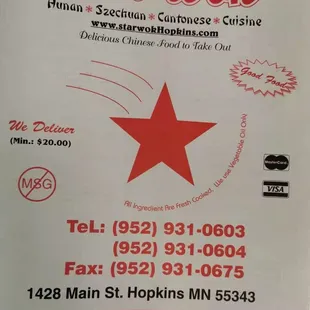 Hunan * Szechuan * Cantonese * Cuisine
www.starwokHopkins.com
Delicious Chinese Food to Take Out
Good Food
We Deliver
(Min.: $20.00)
MSG
All Ingredient Are Fresh Cooked. We use Vegetable Oil Only
MasterCard
VISA
TeL: (952) 931-0603
(952) 931-0604
Fax: (952) 931-0675
1428 Main St. Hopkins MN 55343